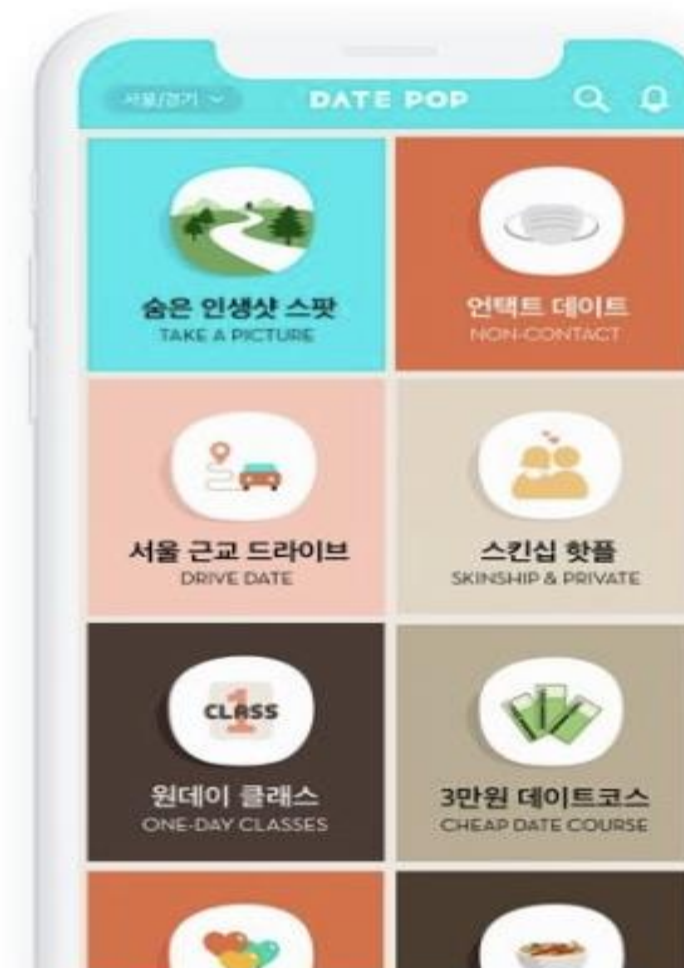 서울/경기
DATE POP
숨은 인생샷 스팟
TAKE A PICTURE
언택트 데이트
NON-CONTACT
서울 근교 드라이브
DRIVE DATE
스킨십 핫플
SKINSHIP & PRIVATE
1
CLASS
원데이 클래스
ONE-DAY CLASSES
3만원 데이트코스
CHEAP DATE COURSE